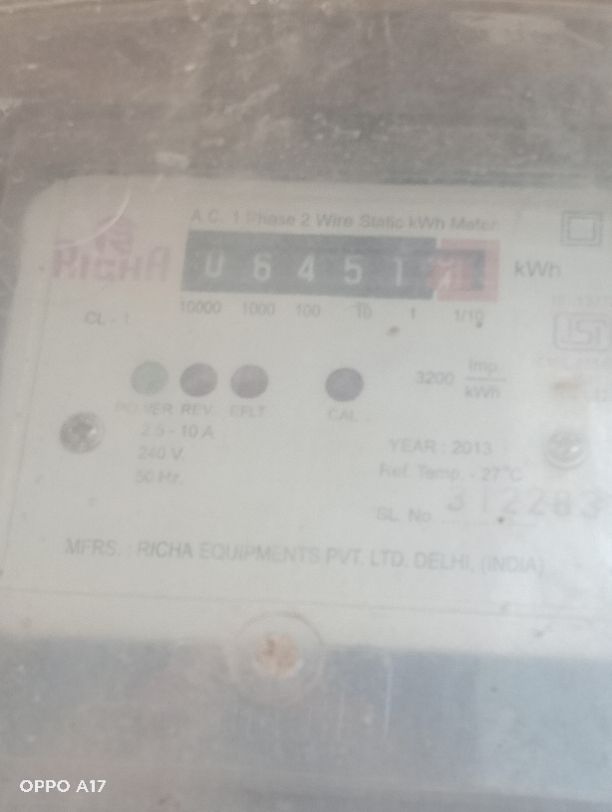 A.C. 1 Phase 2 Wire Static kWh Meter
RICHA
0 6 4 5 1
kWh
10000 1000 100 10 1 1/10
CL - 1
ISI
3200 Imp. / kWh
POWER REV. EFLT CAL
2.5 - 10 A
240 V.
50 Hz.
YEAR : 2013
Ref. Temp. - 27°C
SL. No. 312283
MFRS. : RICHA EQUIPMENTS PVT. LTD. DELHI, (INDIA)
OPPO A17